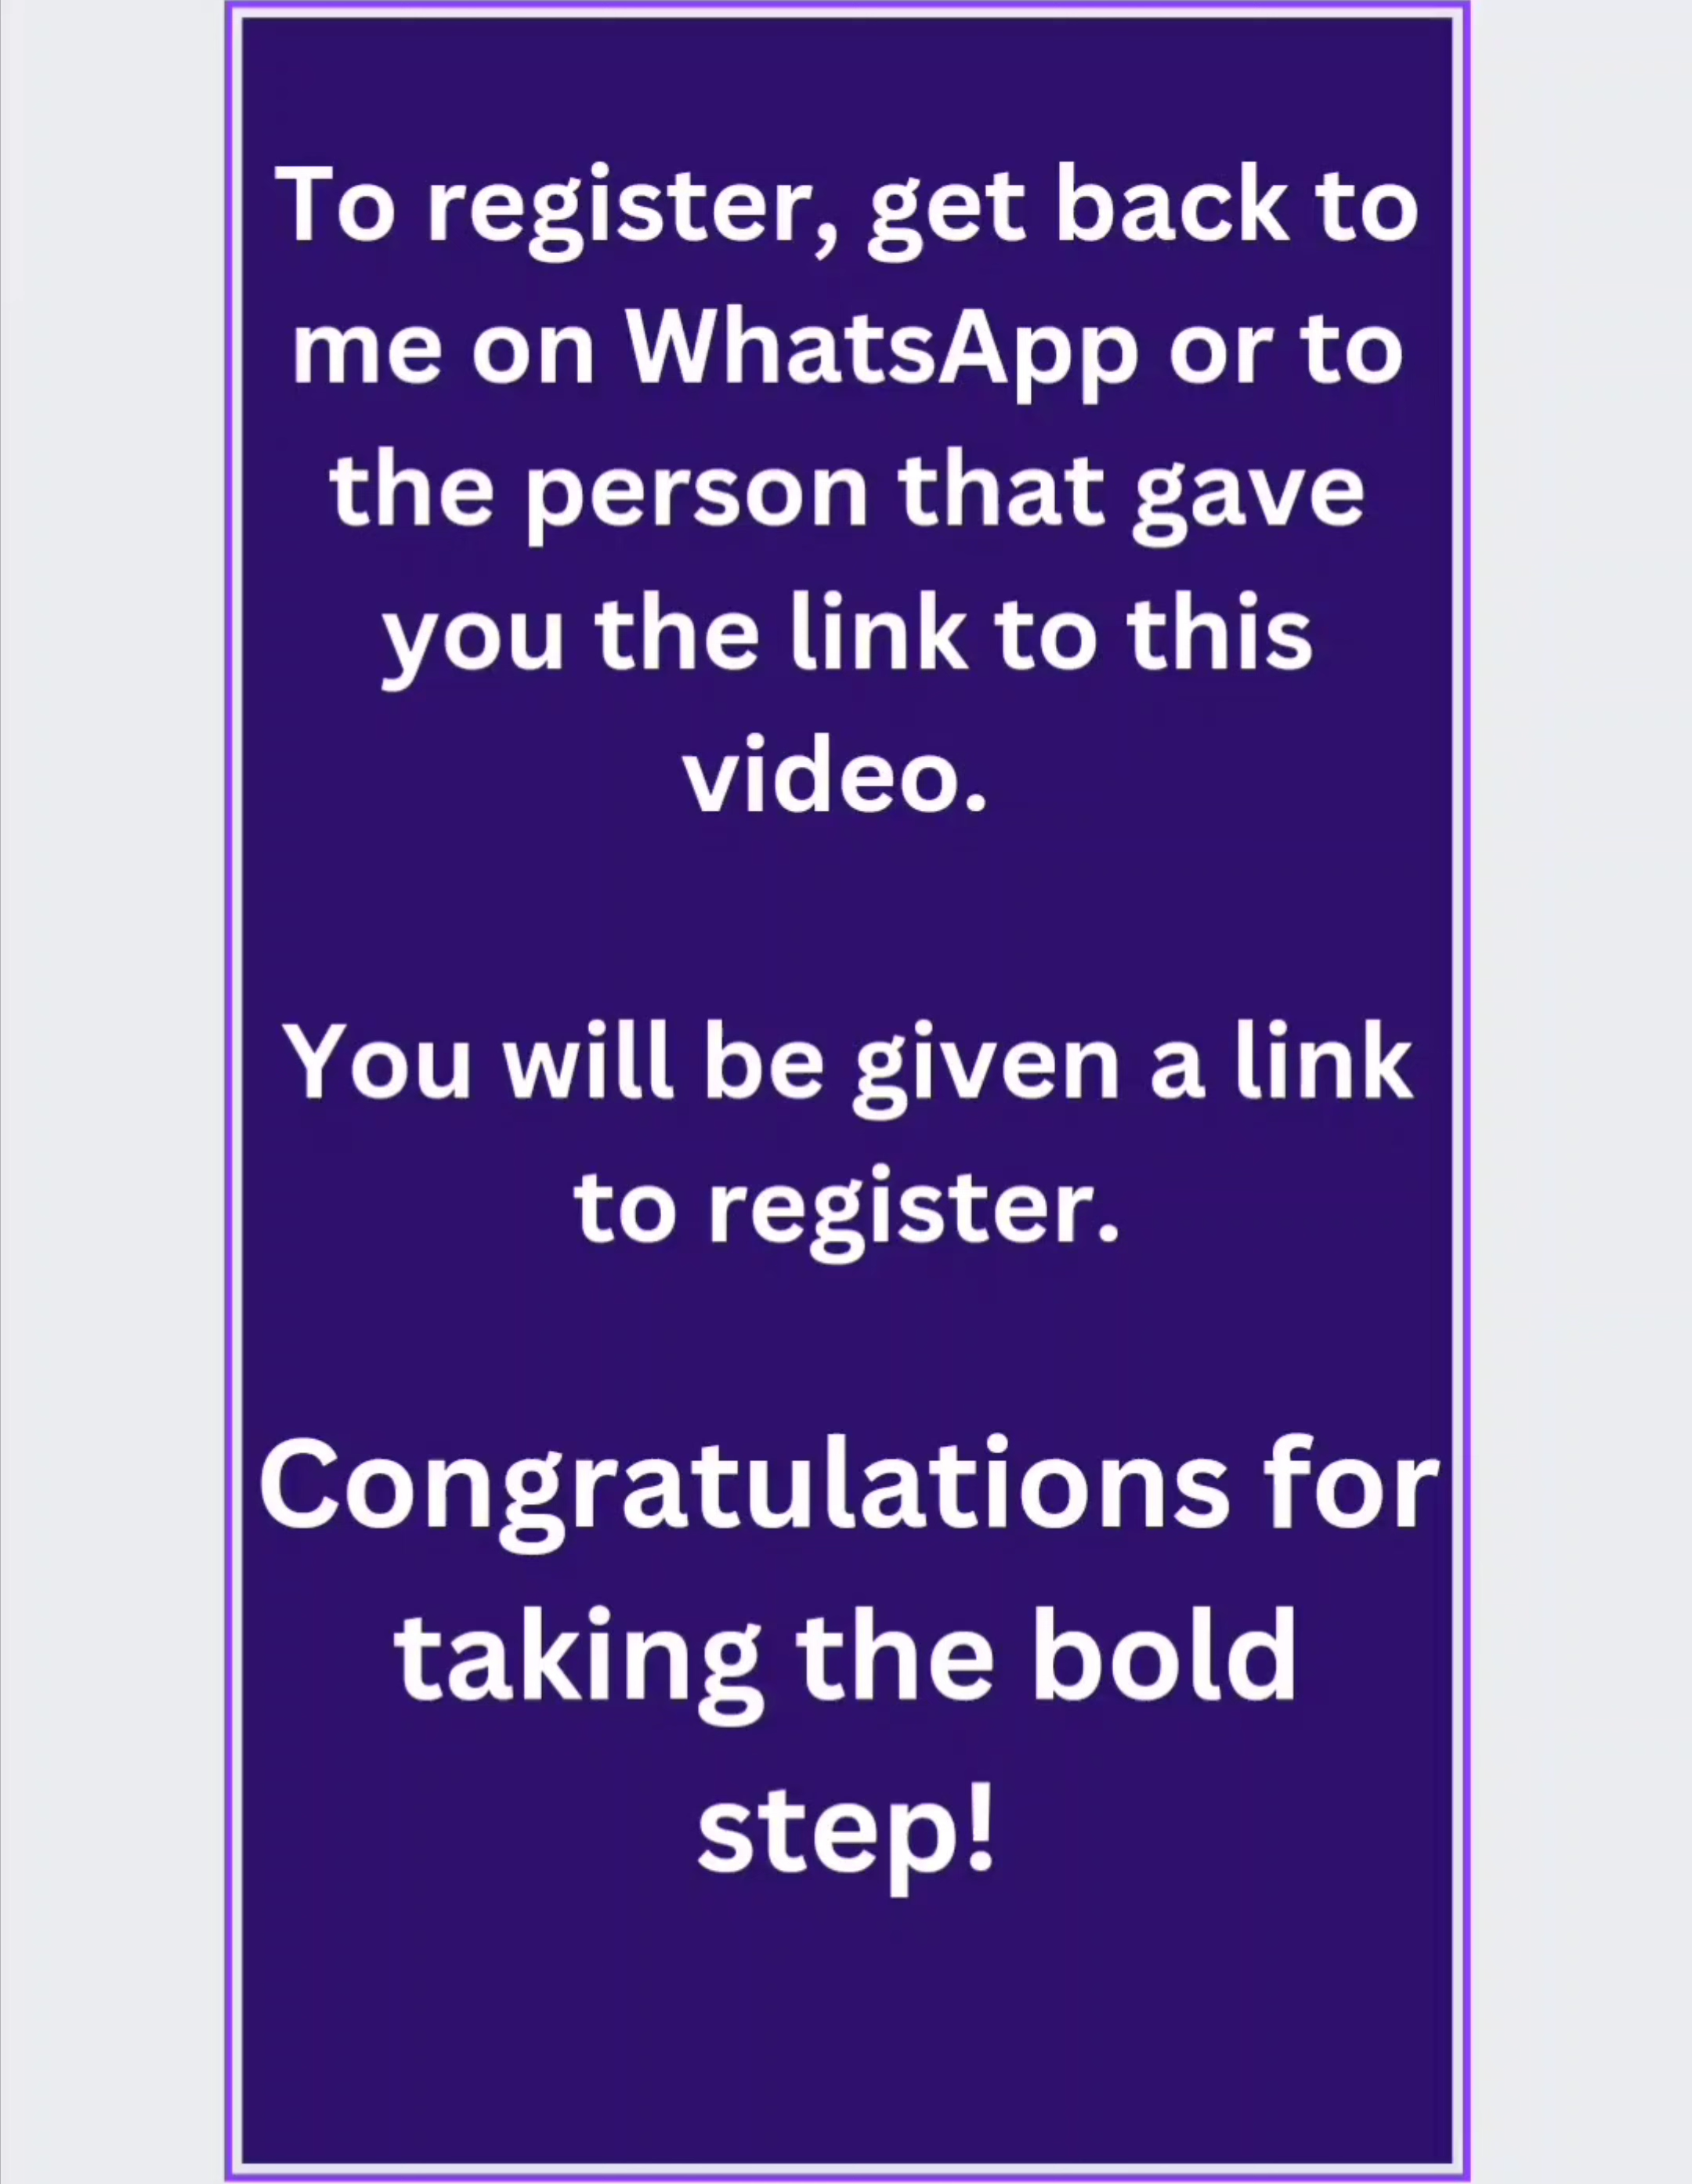 To register, get back to
me on WhatsApp or to
the person that gave
you the link to this
video.
You will be given a link
to register.
Congratulations for
taking the bold
step!